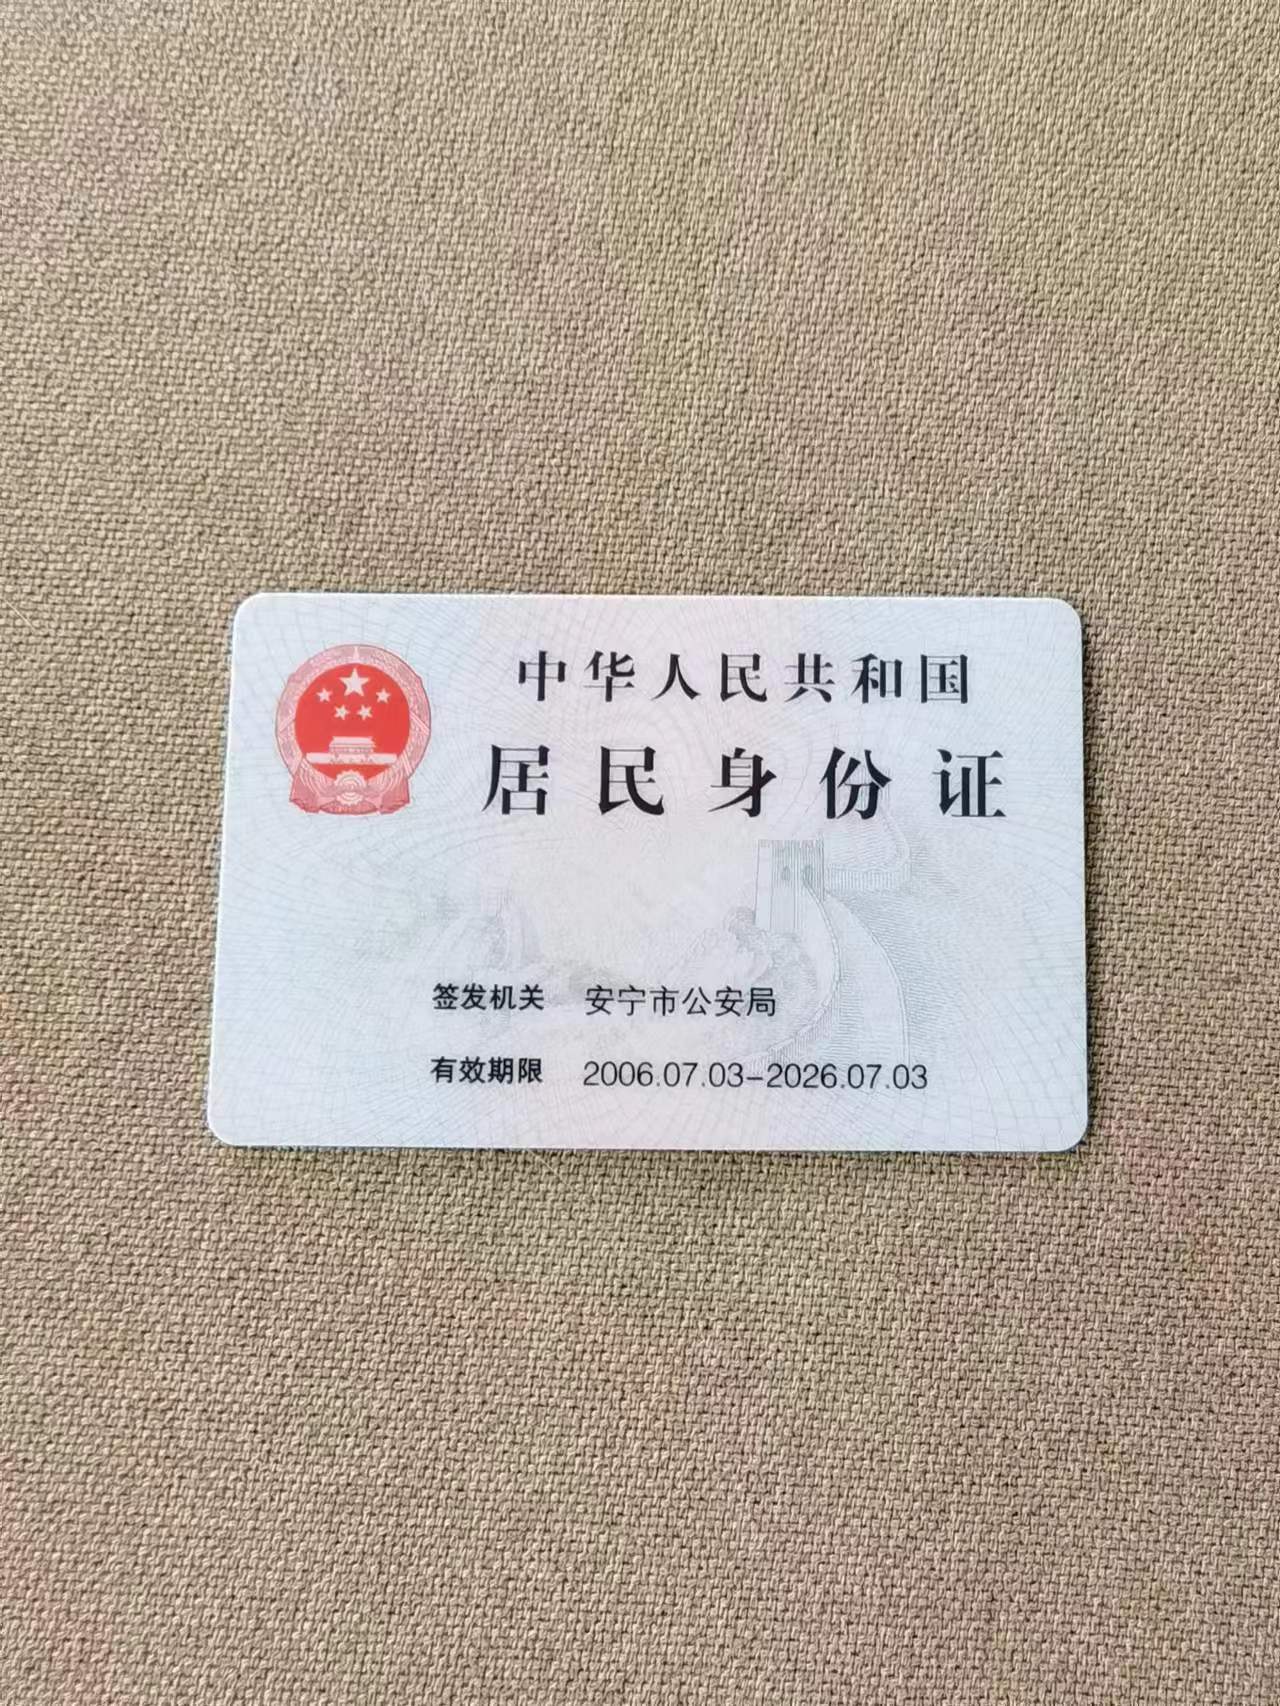 中华人民共和国
居民身份证
签发机关 安宁市公安局
有效期限 2006.07.03-2026.07.03